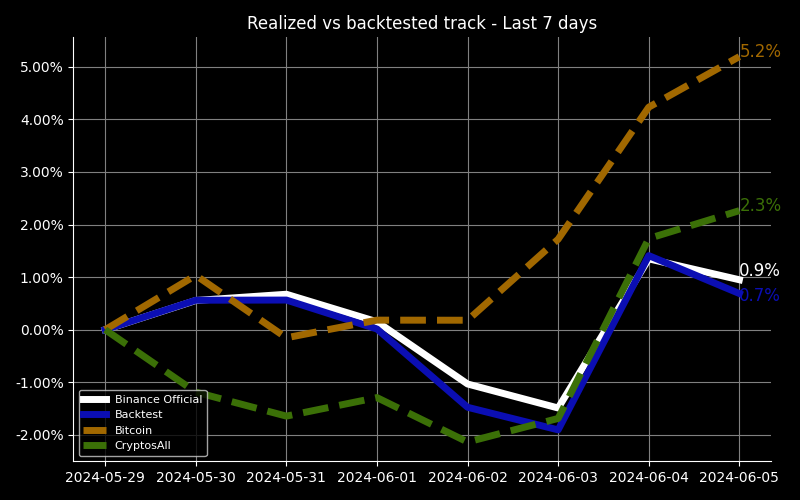 Realized vs backtested track - Last 7 days
5.00%
4.00%
3.00%
2.00%
1.00%
0.00%
-1.00%
-2.00%
5.2%
2.3%
0.9%
0.7%
Binance Official
Backtest
Bitcoin
CryptosAll
2024-05-29 2024-05-30 2024-05-31 2024-06-01 2024-06-02 2024-06-03 2024-06-04 2024-06-05